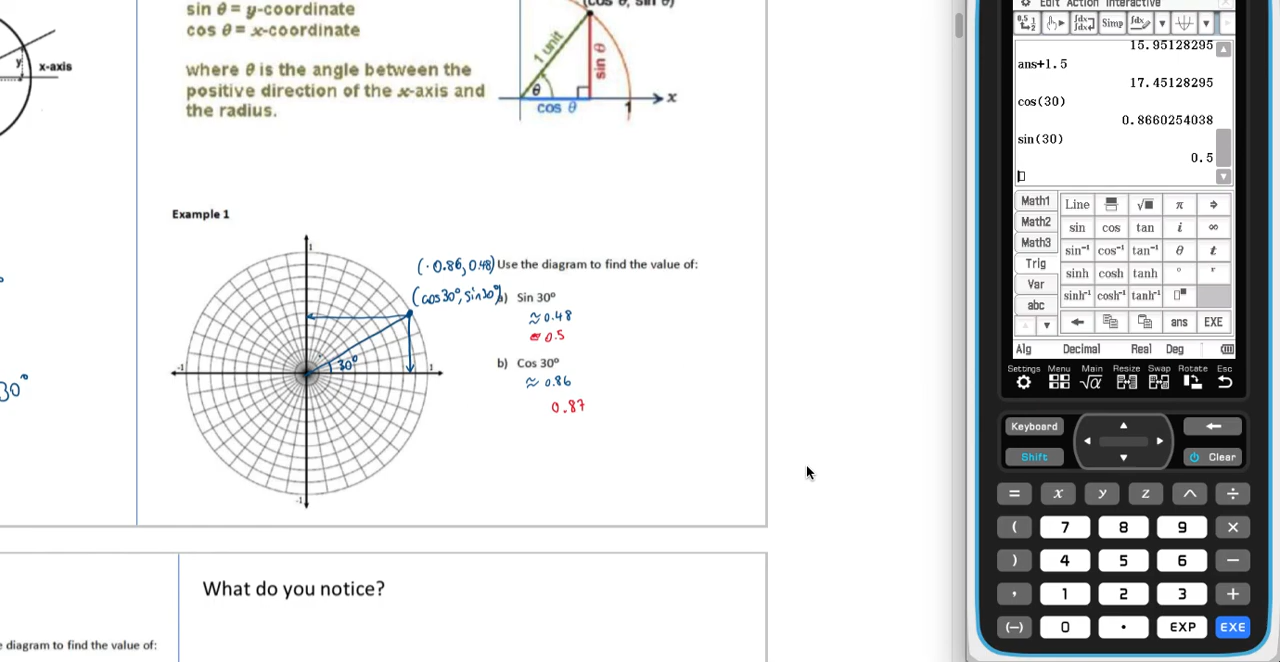 sin θ = y-coordinate
cos θ = x-coordinate
where θ is the angle between the
positive direction of the x-axis and
the radius.
y
x-axis
(cos θ, sin θ)
1 unit
sin θ
θ
cos θ
1
x
Example 1
1
-1
1
-1
30°
(·0.86, 0.48)
(cos30°, sin30°)
Use the diagram to find the value of:
) Sin 30°
≈ 0.48
= 0.5
b) Cos 30°
≈ 0.86
0.87
30°
What do you notice?
e diagram to find the value of:
Edit Action Interactive
Simp
15.95128295
ans+1.5
17.45128295
cos(30)
0.8660254038
sin(30)
0.5
Math1 Line √■ π ⇒
Math2 sin cos tan i ∞
Math3 sin⁻¹ cos⁻¹ tan⁻¹ θ t
Trig sinh cosh tanh ° r
Var sinh⁻¹ cosh⁻¹ tanh⁻¹
abc
ans EXE
Alg Decimal Real Deg
Settings Menu Main Resize Swap Rotate Esc
Keyboard
Shift Clear
= x y z ^ ÷
( 7 8 9 ×
) 4 5 6 −
, 1 2 3 +
(−) 0 • EXP EXE